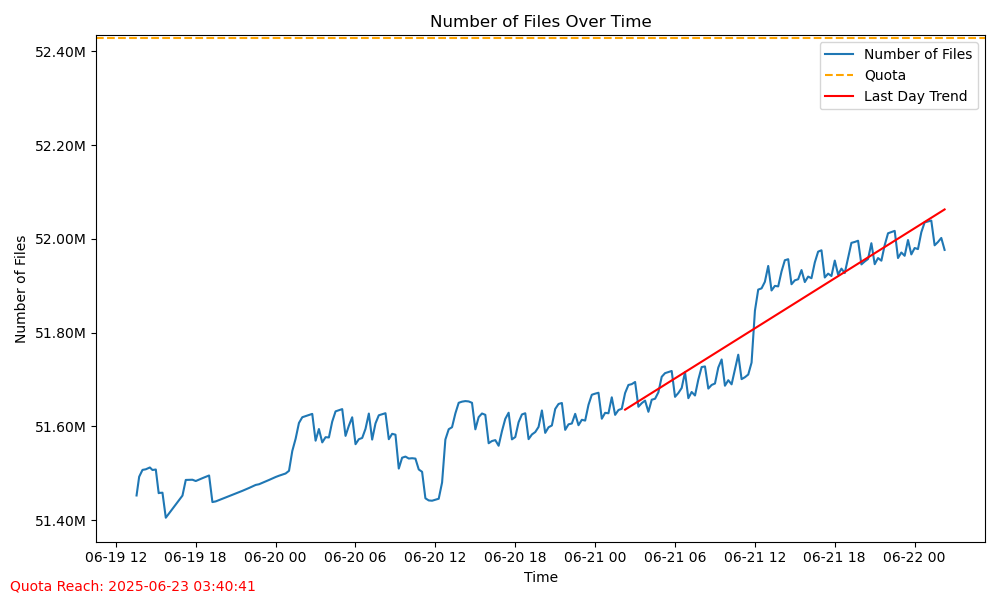 Number of Files Over Time
52.40M
52.20M
52.00M
51.80M
51.60M
51.40M
Number of Files
Number of Files
Quota
Last Day Trend
06-19 12 06-19 18 06-20 00 06-20 06 06-20 12 06-20 18 06-21 00 06-21 06 06-21 12 06-21 18 06-22 00
Time
Quota Reach: 2025-06-23 03:40:41